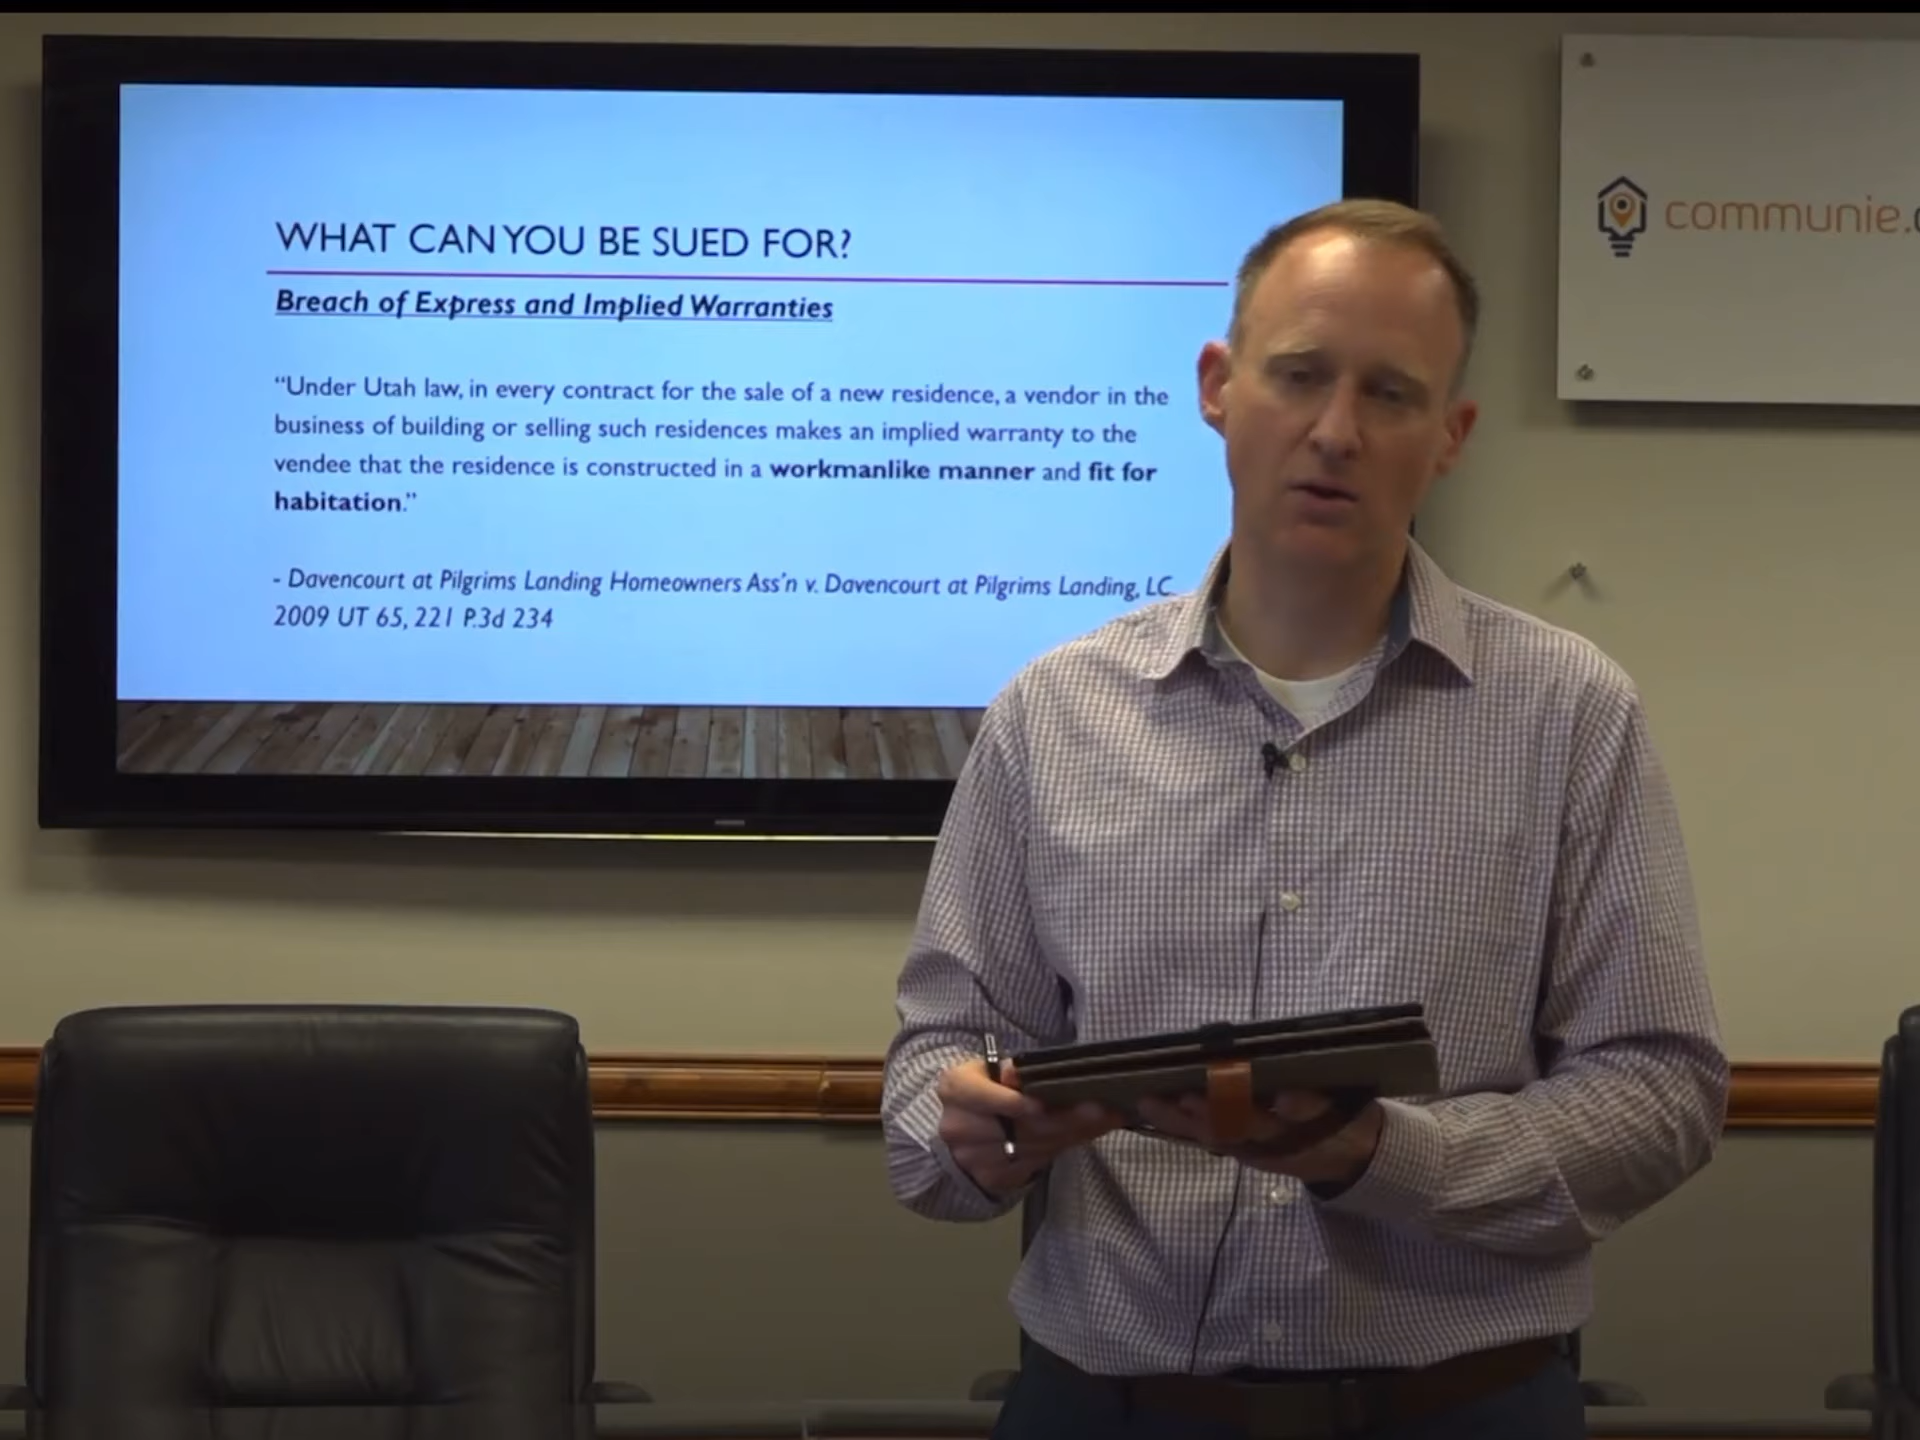 WHAT CAN YOU BE SUED FOR?
Breach of Express and Implied Warranties
“Under Utah law, in every contract for the sale of a new residence, a vendor in the
business of building or selling such residences makes an implied warranty to the
vendee that the residence is constructed in a workmanlike manner and fit for
habitation.”
- Davencourt at Pilgrims Landing Homeowners Ass’n v. Davencourt at Pilgrims Landing, LC
2009 UT 65, 221 P.3d 234
communie.